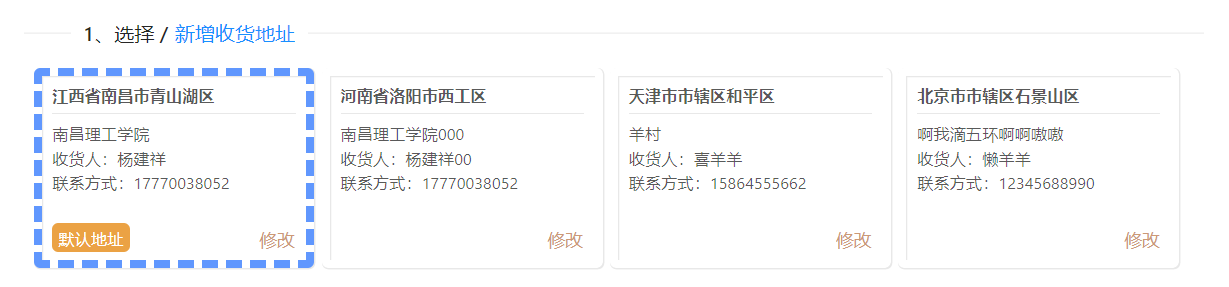 1、选择 / 新增收货地址
江西省南昌市青山湖区
南昌理工学院
收货人：杨建祥
联系方式：17770038052
默认地址
修改
河南省洛阳市西工区
南昌理工学院000
收货人：杨建祥00
联系方式：17770038052
修改
天津市市辖区和平区
羊村
收货人：喜羊羊
联系方式：15864555662
修改
北京市市辖区石景山区
啊我滴五环啊啊嗷嗷
收货人：懒羊羊
联系方式：12345688990
修改